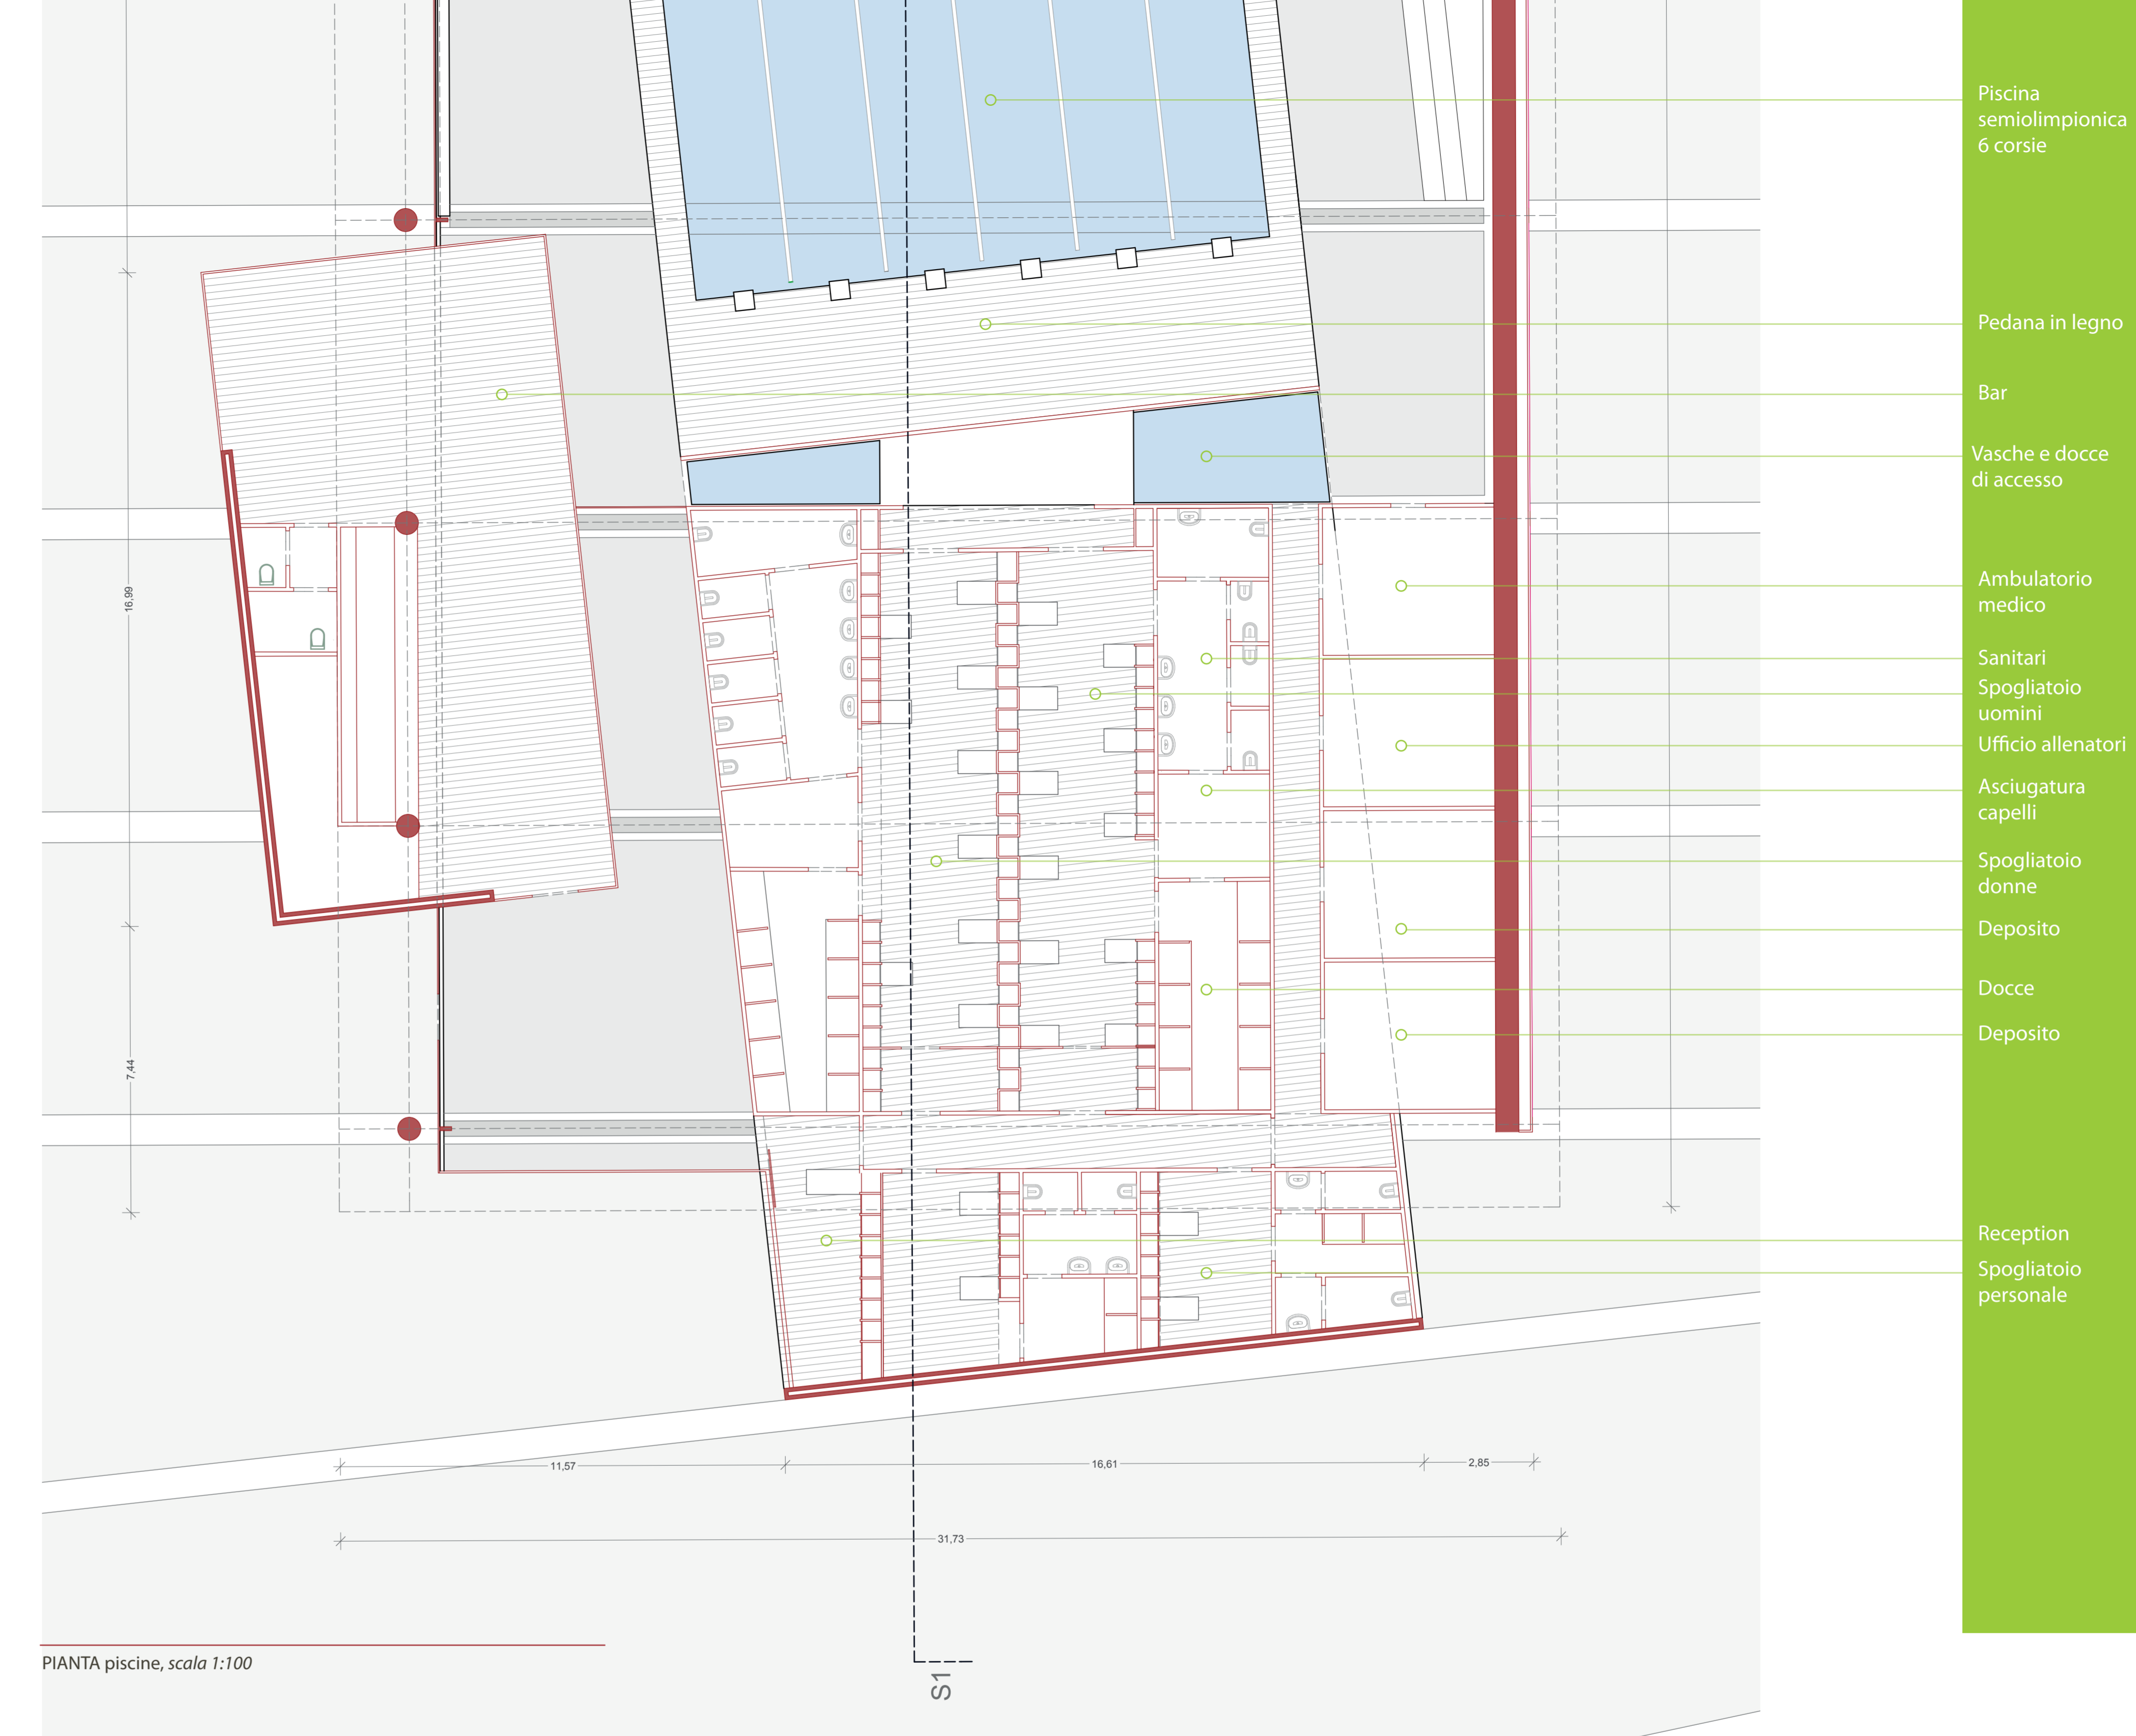 Piscina
semiolimpionica
6 corsie
Pedana in legno
Bar
Vasche e docce
di accesso
Ambulatorio
medico
Sanitari
Spogliatoio
uomini
Ufficio allenatori
Asciugatura
capelli
Spogliatoio
donne
Deposito
Docce
Deposito
Reception
Spogliatoio
personale
16,99
7,44
11,57
16,61
2,85
31,73
PIANTA piscine, scala 1:100
S1